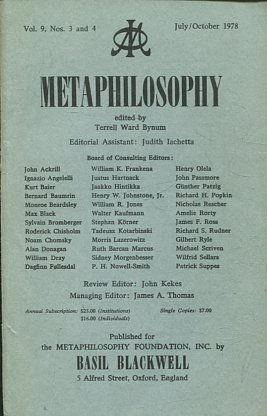 Vol. 9, Nos. 3 and 4 July/October 1978
METAPHILOSOPHY
edited by
Terrell Ward Bynum
Editorial Assistant: Judith Iachetta
Board of Consulting Editors:
John Ackrill William K. Frankena Henry Olela
Ignazio Angelelli Justus Hartnack John Passmore
Kurt Baier Jaakko Hintikka Günther Patzig
Bernard Baumrin Henry W. Johnstone, Jr. Richard H. Popkin
Monroe Beardsley William R. Jones Nicholas Rescher
Max Black Walter Kaufmann Amelie Rorty
Sylvain Bromberger Stephan Körner James F. Ross
Roderick Chisholm Tadeusz Kotarbinski Richard S. Rudner
Noam Chomsky Morris Lazerowitz Gilbert Ryle
Alan Donagan Ruth Barcan Marcus Michael Scriven
William Dray Sidney Morgenbesser Wilfrid Sellars
Dagfinn Føllesdal P. H. Nowell-Smith Patrick Suppes
Review Editor: John Kekes
Managing Editor: James A. Thomas
Annual Subscription: $25.00 (Institutions) Single Copies: $7.00
$16.00 (Individuals)
Published for
the METAPHILOSOPHY FOUNDATION, INC. by
BASIL BLACKWELL
5 Alfred Street, Oxford, England